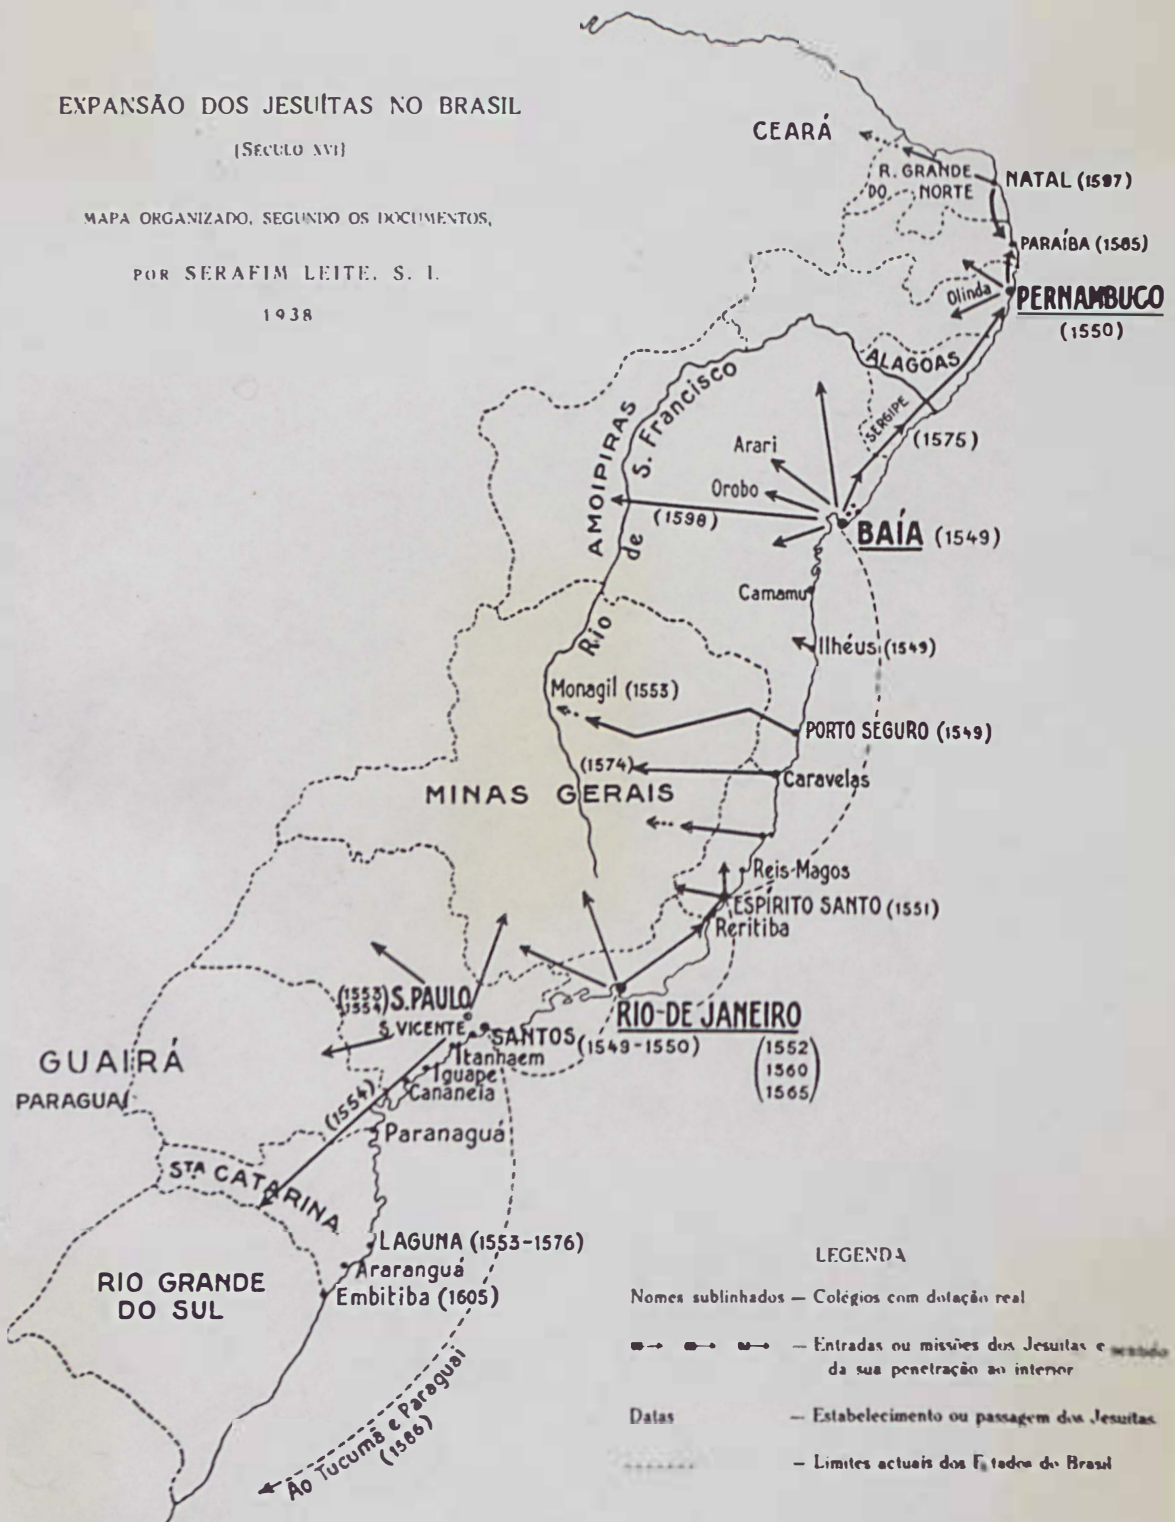 EXPANSÃO DOS JESUÍTAS NO BRASIL
(SÉCULO XVI)
MAPA ORGANIZADO, SEGUNDO OS DOCUMENTOS,
POR SERAFIM LEITE, S. I.
1938
CEARÁ
R. GRANDE
DO NORTE
NATAL (1597)
PARAÍBA (1585)
Olinda
PERNAMBUCO
(1550)
ALAGOAS
SERGIPE
(1575)
Rio de S. Francisco
AMOIPIRAS
Arari
Orobo
(1598)
BAÍA (1549)
Camamu
Ilhéus (1549)
Monagil (1553)
PORTO SEGURO (1549)
(1574)
Caravelas
MINAS GERAIS
Reis-Magos
ESPÍRITO SANTO (1551)
Reritiba
(1553
1554) S. PAULO
S. VICENTE
SANTOS (1549-1550)
RIO-DE JANEIRO
(1552
1560
1565)
Itanhaem
Iguape
Cananeia
GUAIRÁ
PARAGUAI
(1554)
Paranaguá
STA CATARINA
LAGUNA (1553-1576)
Araranguá
Embitiba (1605)
RIO GRANDE
DO SUL
Ao Tucumã e Paraguai
(1586)
LEGENDA
Nomes sublinhados — Colégios com dotação real
— Entradas ou missões dos Jesuítas e
da sua penetração ao interior
Datas — Estabelecimento ou passagem dos Jesuítas
— Limites actuais dos Estados do Brasil